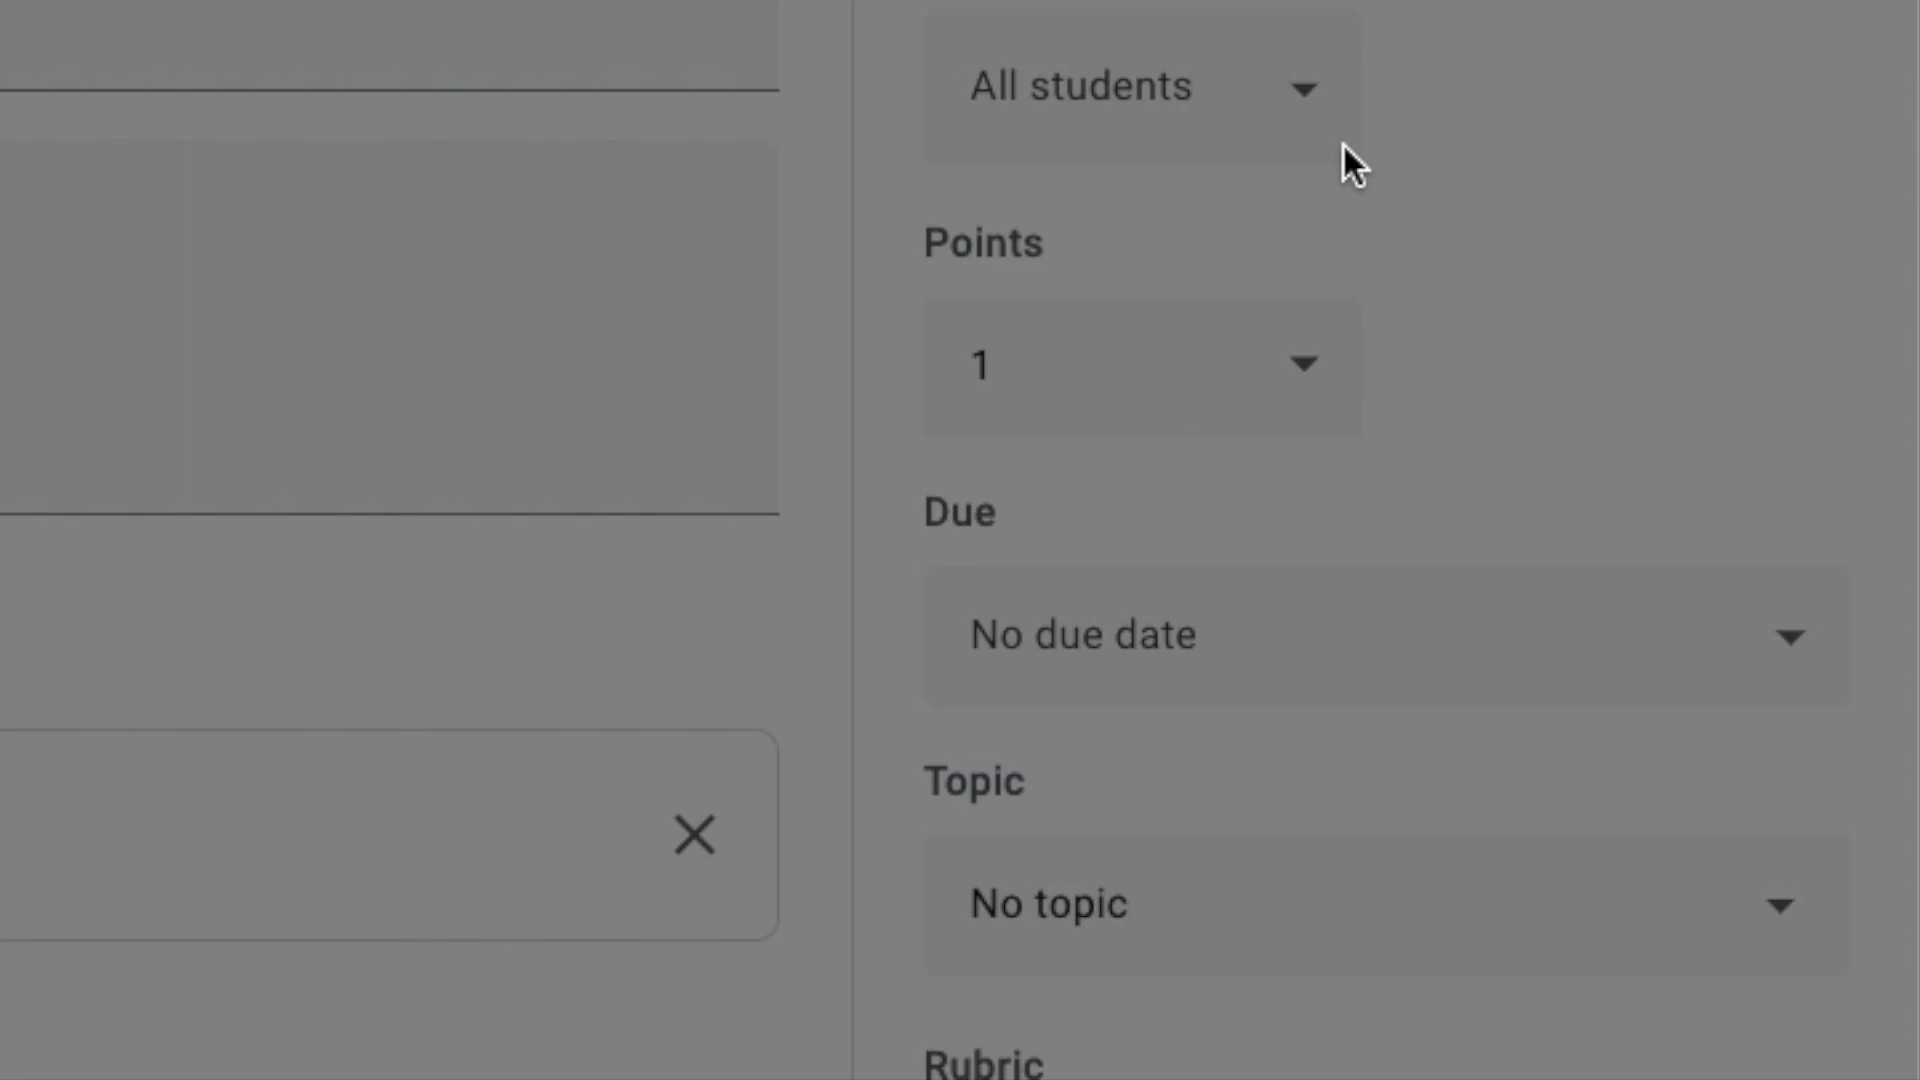 All students
Points
1
Due
No due date
Topic
No topic
Rubric